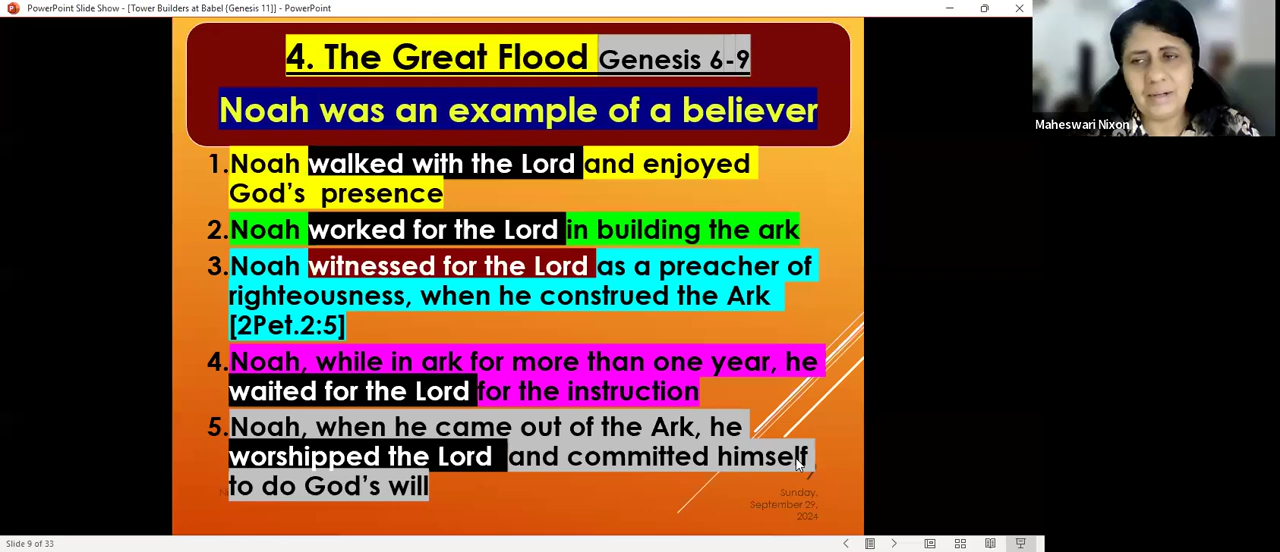 PowerPoint Slide Show - [Tower Builders at Babel {Genesis 11}] - PowerPoint
4. The Great Flood Genesis 6-9
Noah was an example of a believer
Maheswari Nixon
1.Noah walked with the Lord and enjoyed
God's presence
2.Noah worked for the Lord in building the ark
3.Noah witnessed for the Lord as a preacher of
righteousness, when he construed the Ark
[2Pet.2:5]
4.Noah, while in ark for more than one year, he
waited for the Lord for the instruction
5.Noah, when he came out of the Ark, he
worshipped the Lord and committed himself
to do God's will
Sunday,
September 29,
2024
Slide 9 of 33